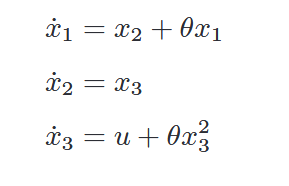 ẋ₁ = x₂ + θx₁
ẋ₂ = x₃
ẋ₃ = u + θx₃²